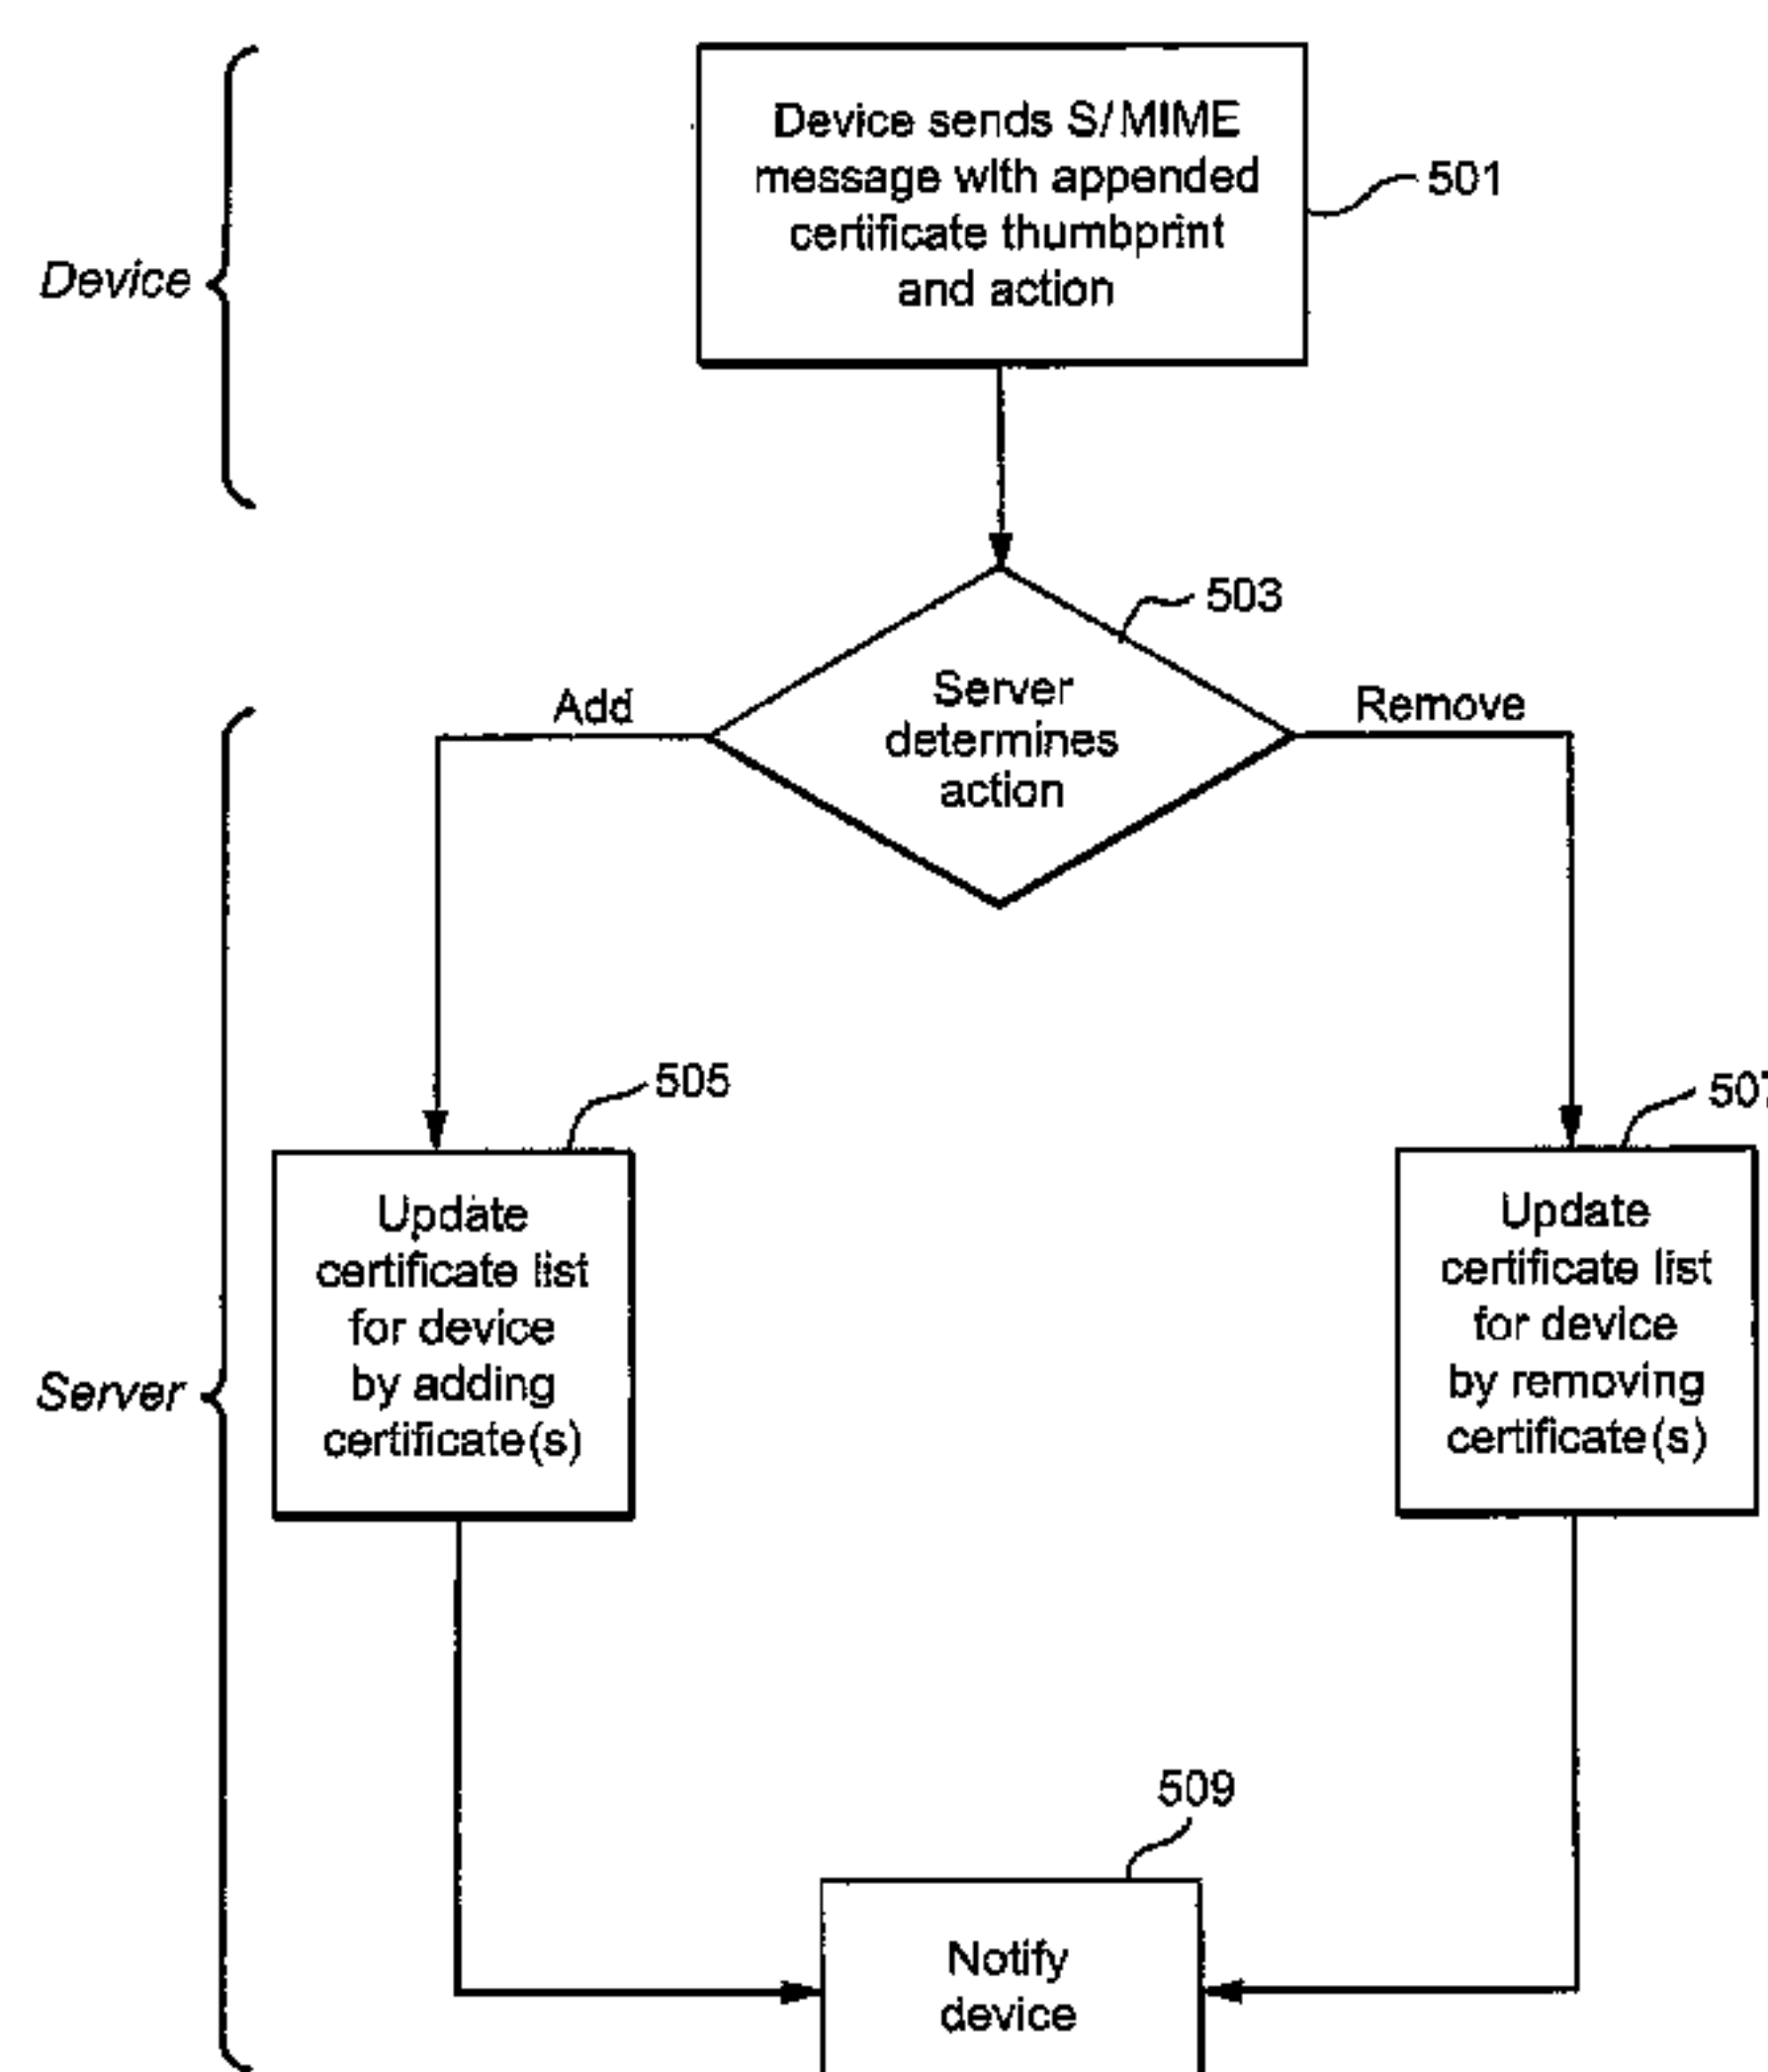 Device sends S/MIME
message with appended
certificate thumbprint
and action
501
Device
503
Server
determines
action
Add
Remove
505
507
Update
certificate list
for device
by adding
certificate(s)
Update
certificate list
for device
by removing
certificate(s)
Server
509
Notify
device